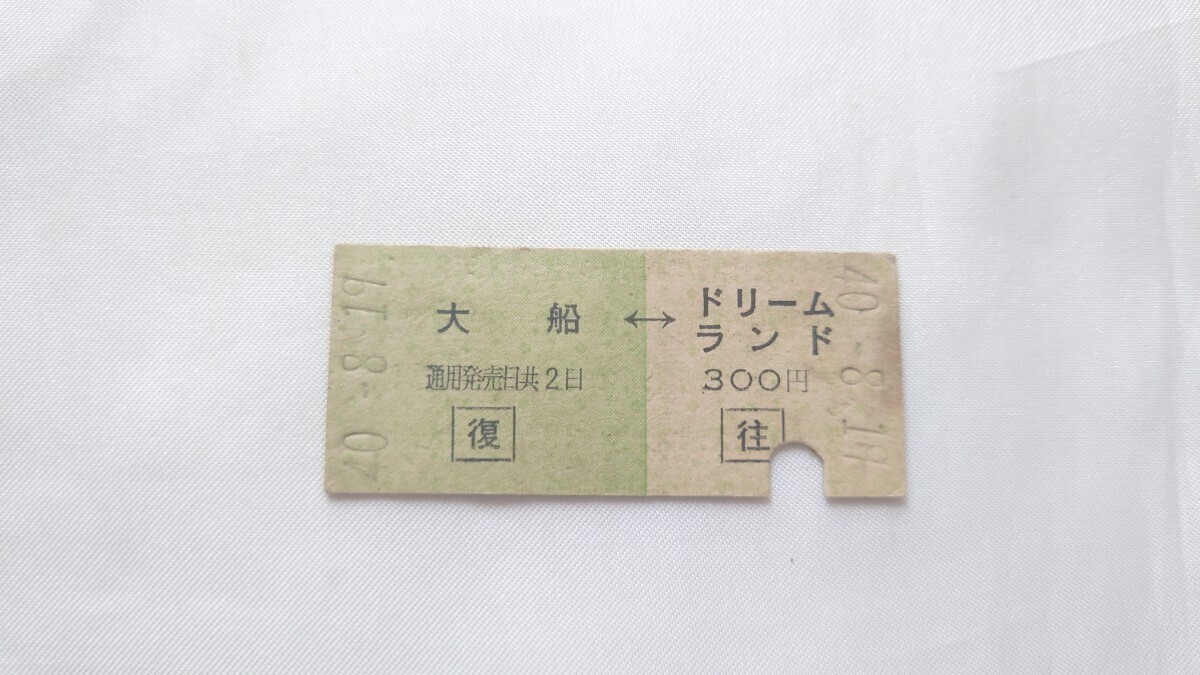 大船 ↔ ドリーム
ランド
通用発売日共2日
300円
復
往
40-8.19
40-8.19